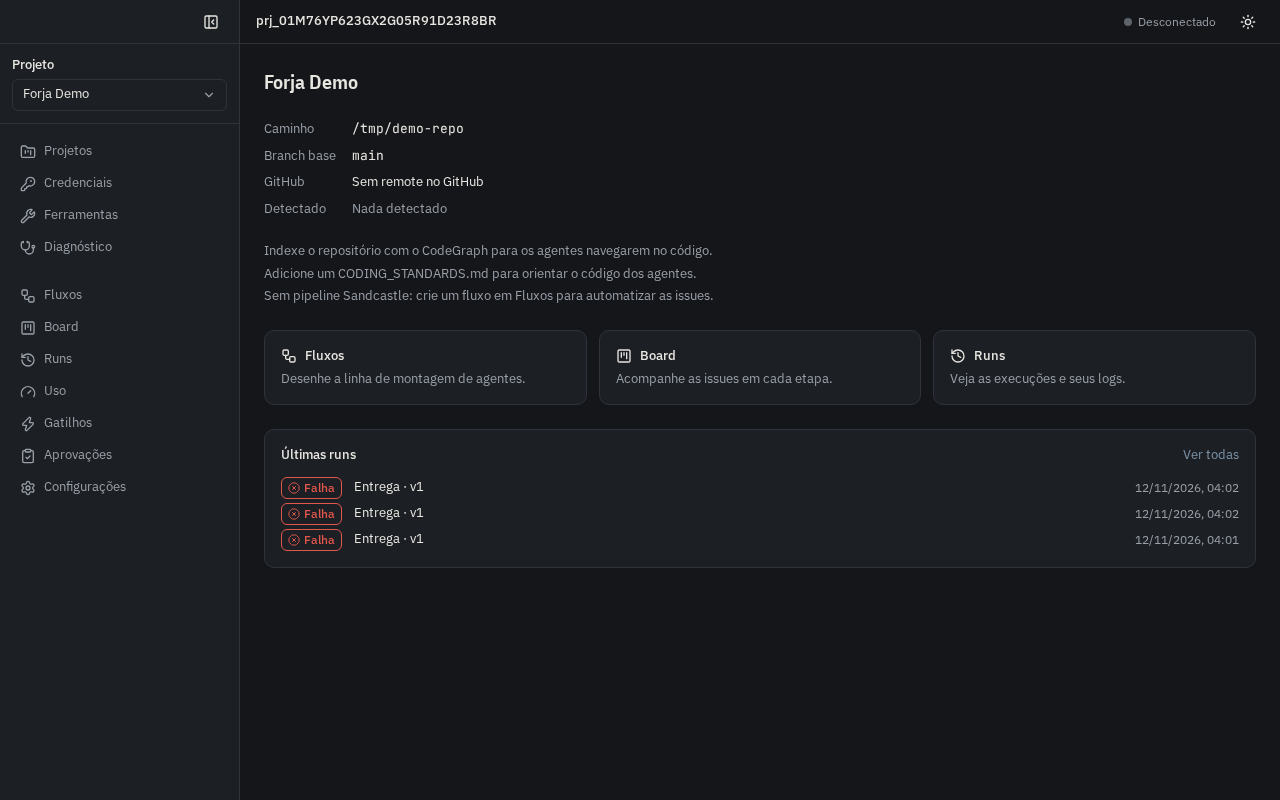 prj_01M76YP623GX2G05R91D23R8BR
Desconectado
Projeto
Forja Demo
Projetos
Credenciais
Ferramentas
Diagnóstico
Fluxos
Board
Runs
Uso
Gatilhos
Aprovações
Configurações
Forja Demo
Caminho /tmp/demo-repo
Branch base main
GitHub Sem remote no GitHub
Detectado Nada detectado
Indexe o repositório com o CodeGraph para os agentes navegarem no código.
Adicione um CODING_STANDARDS.md para orientar o código dos agentes.
Sem pipeline Sandcastle: crie um fluxo em Fluxos para automatizar as issues.
Fluxos
Desenhe a linha de montagem de agentes.
Board
Acompanhe as issues em cada etapa.
Runs
Veja as execuções e seus logs.
Últimas runs Ver todas
Falha Entrega · v1 12/11/2026, 04:02
Falha Entrega · v1 12/11/2026, 04:02
Falha Entrega · v1 12/11/2026, 04:01